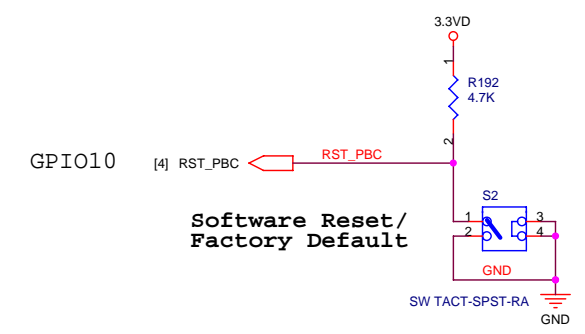 3.3VD
1
R192
4.7K
2
GPIO10 [4] RST_PBC RST_PBC
S2
Software Reset/
Factory Default
1 3
2 4
GND
SW TACT-SPST-RA
GND